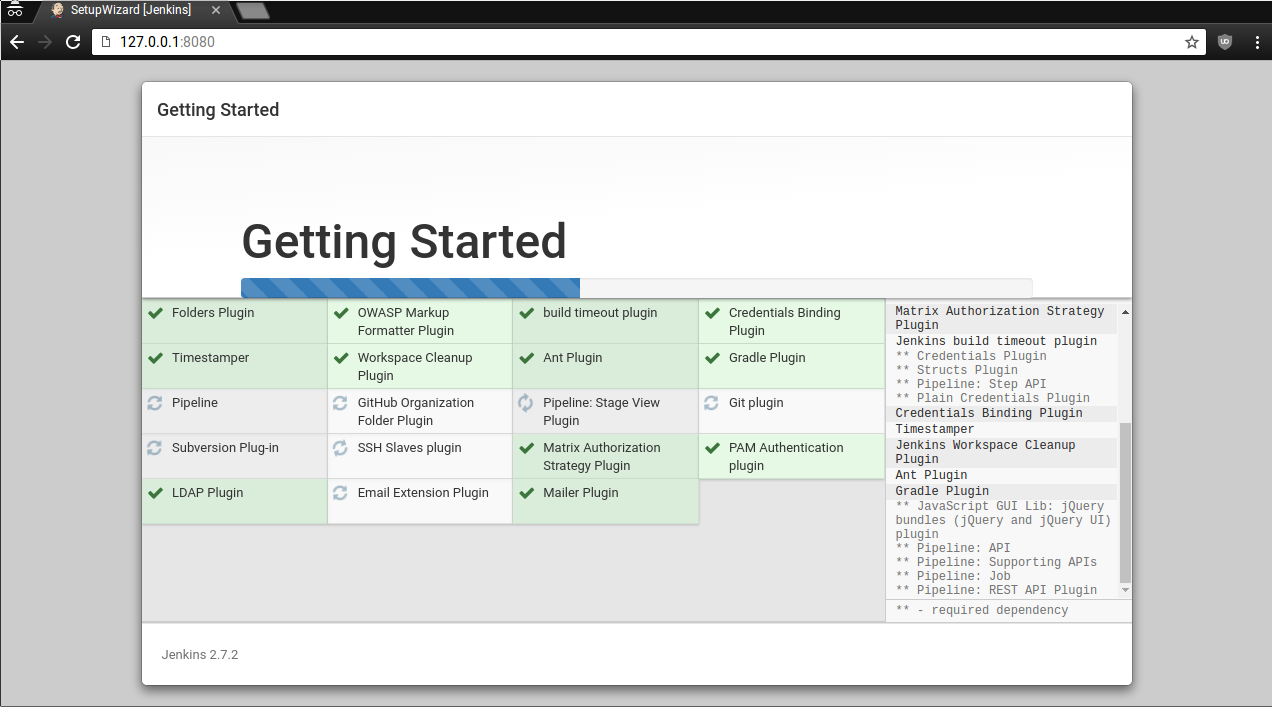 SetupWizard [Jenkins]
127.0.0.1:8080
Getting Started
Getting Started
Folders Plugin
OWASP Markup
Formatter Plugin
build timeout plugin
Credentials Binding
Plugin
Timestamper
Workspace Cleanup
Plugin
Ant Plugin
Gradle Plugin
Pipeline
GitHub Organization
Folder Plugin
Pipeline: Stage View
Plugin
Git plugin
Subversion Plug-in
SSH Slaves plugin
Matrix Authorization
Strategy Plugin
PAM Authentication
plugin
LDAP Plugin
Email Extension Plugin
Mailer Plugin
Matrix Authorization Strategy
Plugin
Jenkins build timeout plugin
** Credentials Plugin
** Structs Plugin
** Pipeline: Step API
** Plain Credentials Plugin
Credentials Binding Plugin
Timestamper
Jenkins Workspace Cleanup
Plugin
Ant Plugin
Gradle Plugin
** JavaScript GUI Lib: jQuery
bundles (jQuery and jQuery UI)
plugin
** Pipeline: API
** Pipeline: Supporting APIs
** Pipeline: Job
** Pipeline: REST API Plugin
** - required dependency
Jenkins 2.7.2